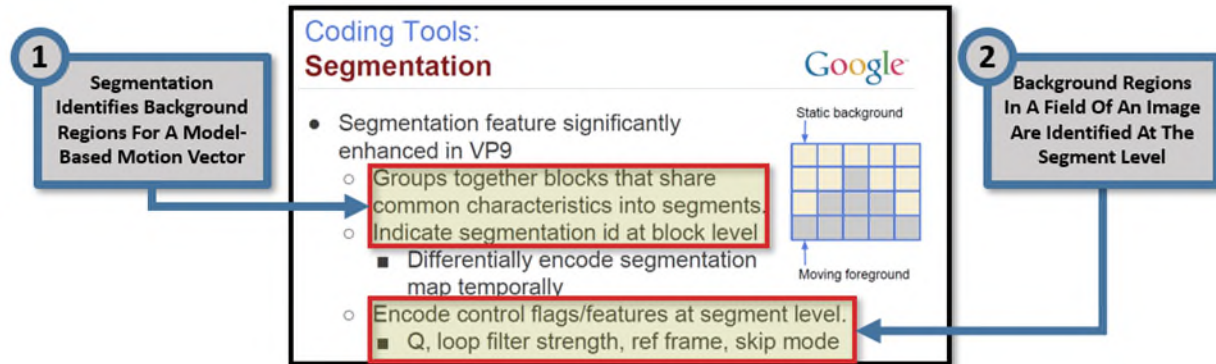 1
Segmentation
Identifies Background
Regions For A Model-
Based Motion Vector
Coding Tools:
Segmentation
Google
● Segmentation feature significantly
enhanced in VP9
○ Groups together blocks that share
common characteristics into segments.
○ Indicate segmentation id at block level
■ Differentially encode segmentation
map temporally
○ Encode control flags/features at segment level.
■ Q, loop filter strength, ref frame, skip mode
Static background
Moving foreground
2
Background Regions
In A Field Of An Image
Are Identified At The
Segment Level